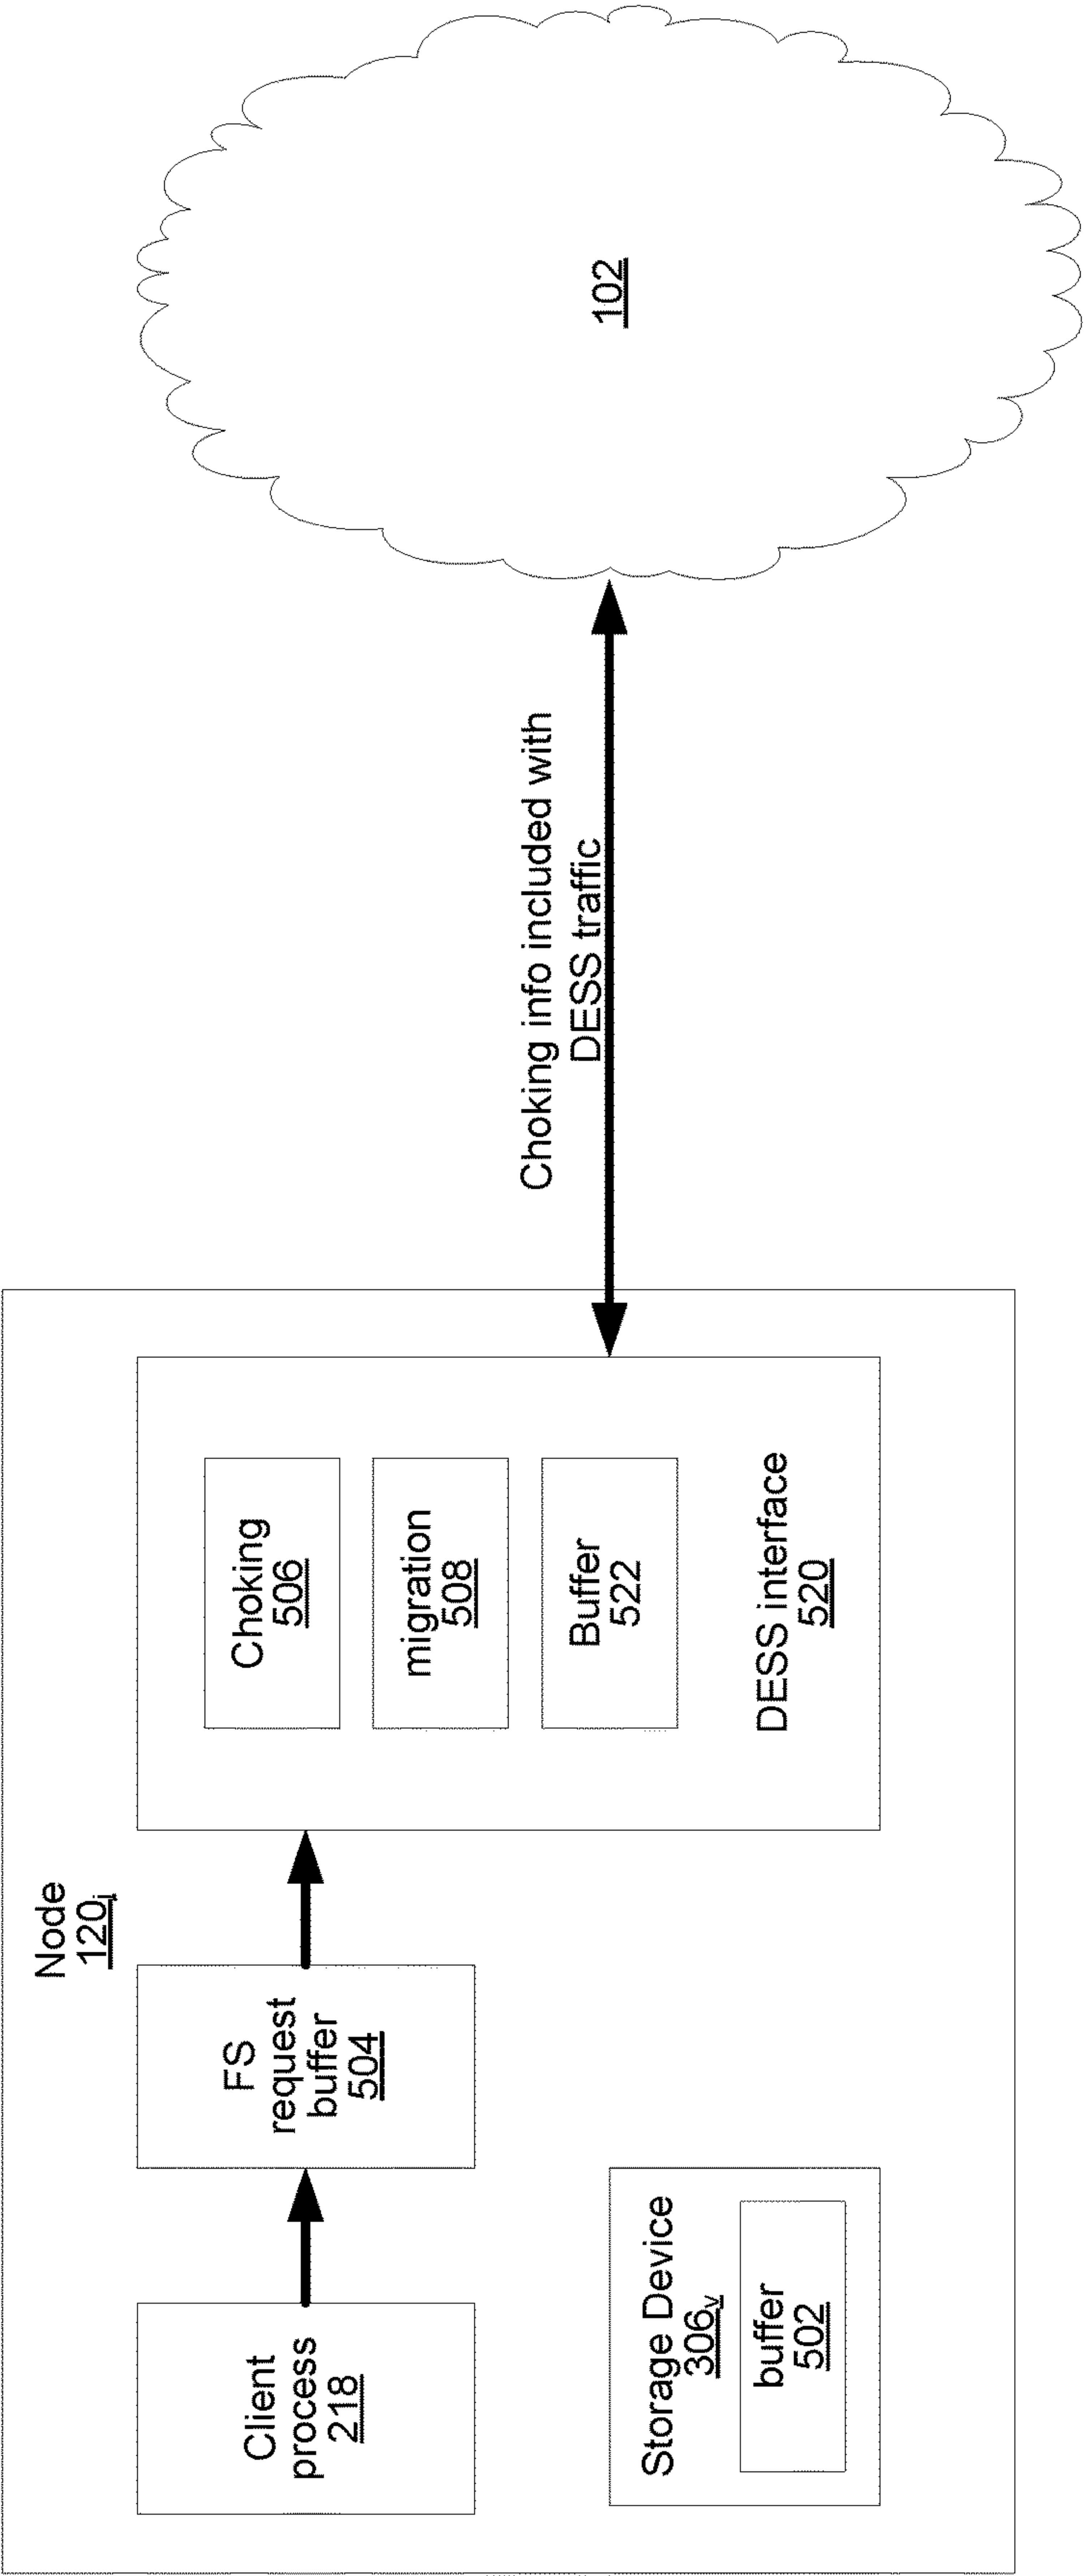 Node
120j
Client
process
218
FS
request
buffer
504
Choking
506
migration
508
Buffer
522
DESS interface
520
Storage Device
306v
buffer
502
Choking info included with
DESS traffic
102